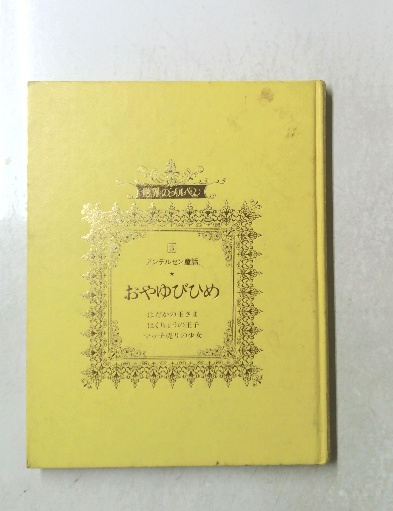 世界のメルヘン
アンデルセン童話
★
おやゆびひめ
はだかの王さま
はくちょうの王子
マッチ売りの少女